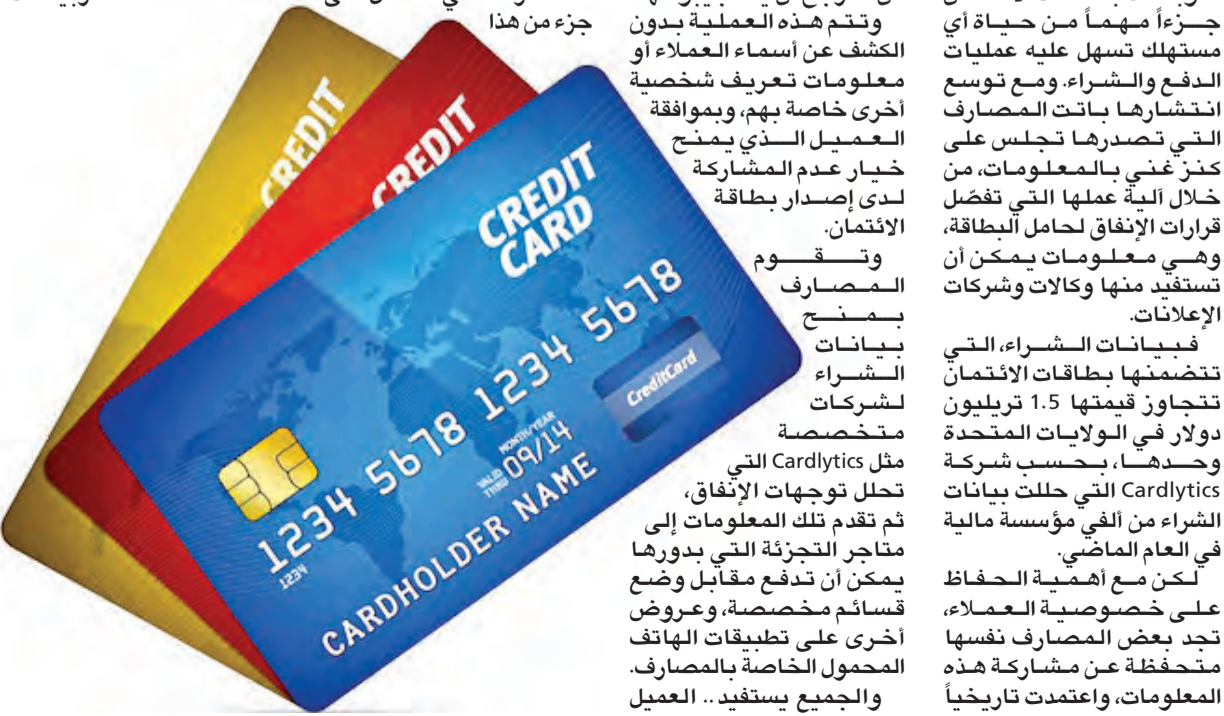 جزءاً مهماً من حياة أي
مستهلك تسهل عليه عمليات
الدفع والشراء. ومع توسع
انتشارها باتت المصارف
التي تصدرها تجلس على
كنز غني بالمعلومات، من
خلال آلية عملها التي تفصّل
قرارات الإنفاق لحامل البطاقة،
وهي معلومات يمكن أن
تستفيد منها وكالات وشركات
الإعلانات.
فبيانات الشراء، التي
تتضمنها بطاقات الائتمان
تتجاوز قيمتها 1.5 تريليون
دولار في الولايات المتحدة
وحدها، بحسب شركة
Cardlytics التي حللت بيانات
الشراء من ألفي مؤسسة مالية
في العام الماضي.
لكن مع أهمية الحفاظ
على خصوصية العملاء،
تجد بعض المصارف نفسها
متحفظة عن مشاركة هذه
المعلومات، واعتمدت تاريخياً
وتتم هذه العملية بدون
الكشف عن أسماء العملاء أو
معلومات تعريف شخصية
أخرى خاصة بهم، وبموافقة
العميل الذي يمنح
خيار عدم المشاركة
لدى إصدار بطاقة
الائتمان.
وتقوم
المصارف
بمنح
بيانات
الشراء
لشركات
متخصصة
مثل Cardlytics التي
تحلل توجهات الإنفاق،
ثم تقدم تلك المعلومات إلى
متاجر التجزئة التي بدورها
يمكن أن تدفع مقابل وضع
قسائم مخصصة، وعروض
أخرى على تطبيقات الهاتف
المحمول الخاصة بالمصارف.
والجميع يستفيد.. العميل
جزء من هذا
CREDIT
CREDIT
CREDIT
CARD
1234 5678 1234 5678
1234
VALID
THRU
MONTH/YEAR
09/14
CARDHOLDER NAME
CreditCard